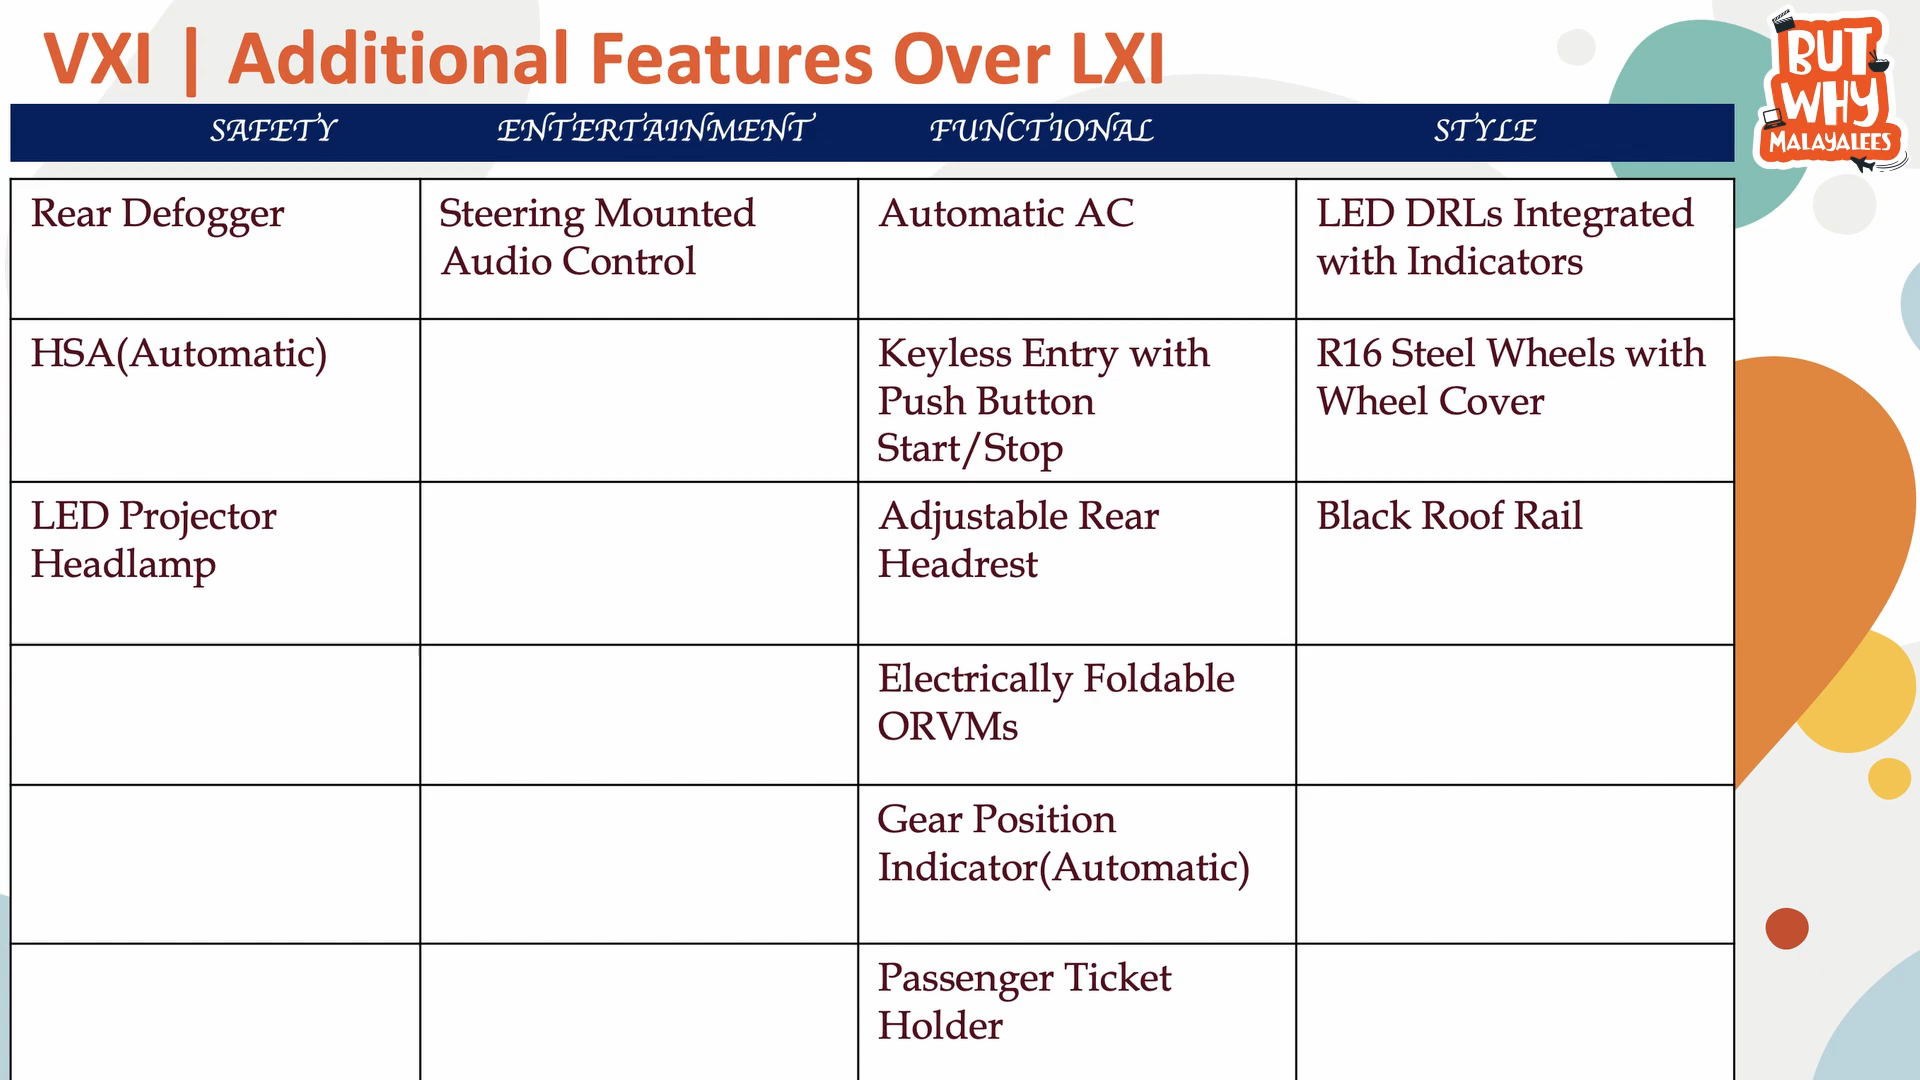 VXI | Additional Features Over LXI
BUT
WHY
MALAYALEES
SAFETY ENTERTAINMENT FUNCTIONAL STYLE
Rear Defogger
Steering Mounted
Audio Control
Automatic AC
LED DRLs Integrated
with Indicators
HSA(Automatic)
Keyless Entry with
Push Button
Start/Stop
R16 Steel Wheels with
Wheel Cover
LED Projector
Headlamp
Adjustable Rear
Headrest
Black Roof Rail
Electrically Foldable
ORVMs
Gear Position
Indicator(Automatic)
Passenger Ticket
Holder